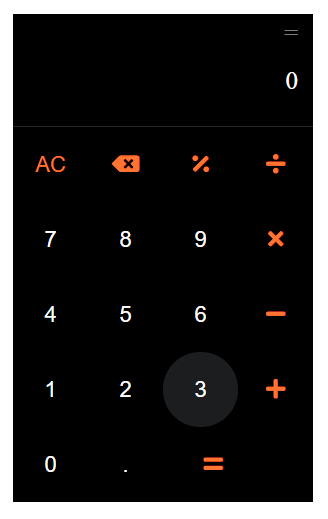 =
0
AC ⌫ % ÷
7 8 9 ×
4 5 6 −
1 2 3 +
0 . =